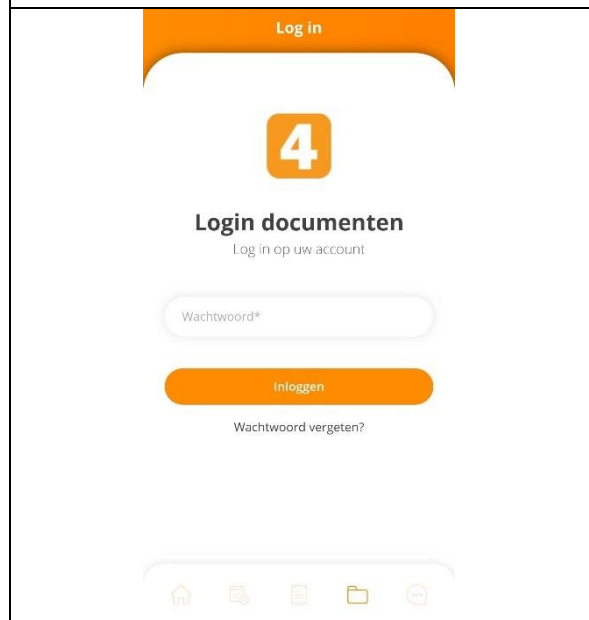 Log in
4
Login documenten
Log in op uw account
Wachtwoord*
Inloggen
Wachtwoord vergeten?